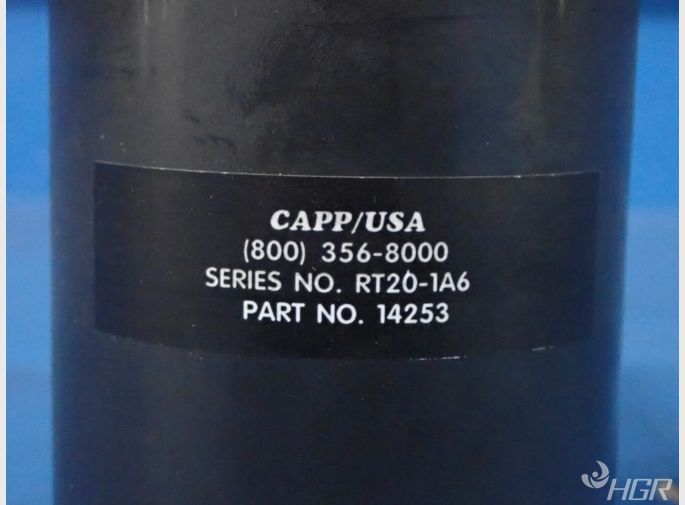 CAPP/USA
(800) 356-8000
SERIES NO. RT20-1A6
PART NO. 14253
HGR